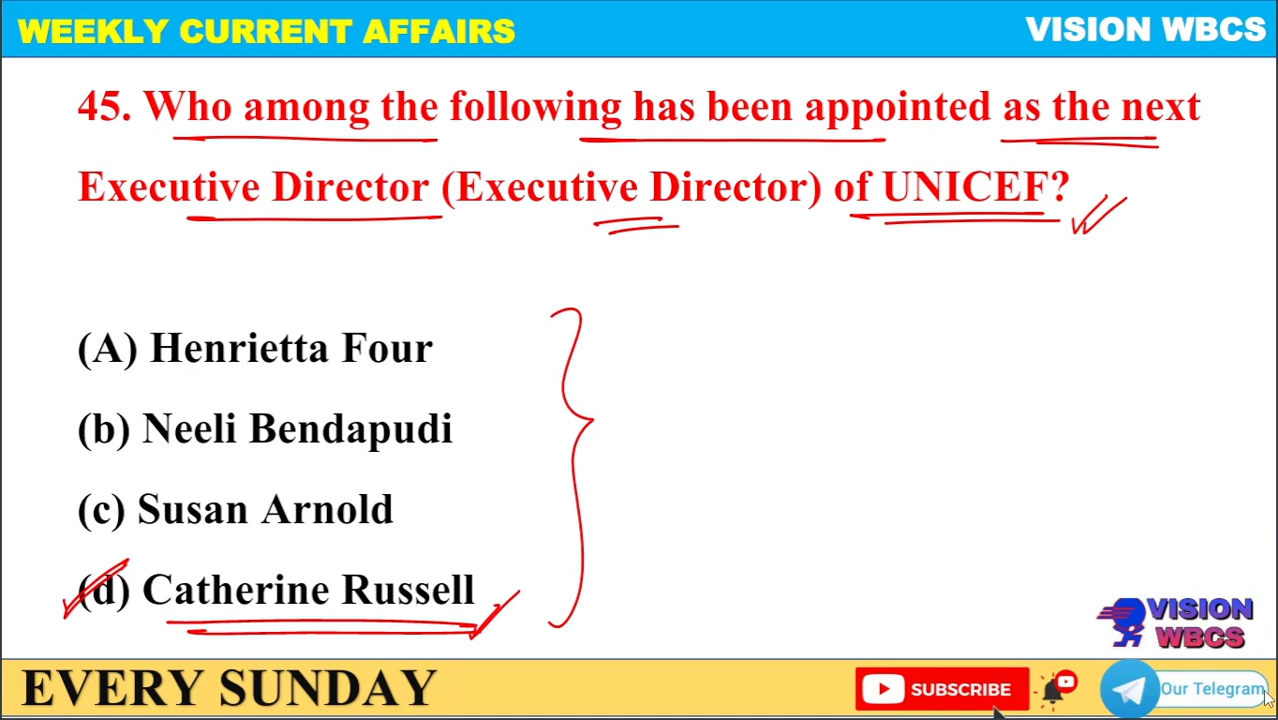 WEEKLY CURRENT AFFAIRS
VISION WBCS
45. Who among the following has been appointed as the next
Executive Director (Executive Director) of UNICEF?
(A) Henrietta Four
(b) Neeli Bendapudi
(c) Susan Arnold
(d) Catherine Russell
VISION
WBCS
EVERY SUNDAY
SUBSCRIBE
Our Telegram